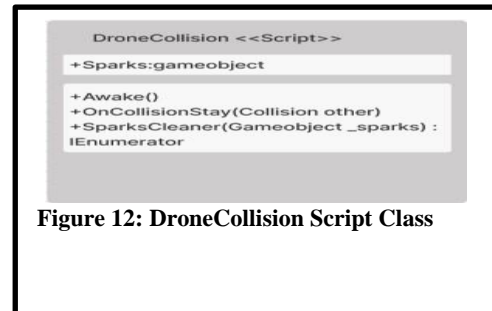 DroneCollision <<Script>>
+Sparks:gameobject
+Awake()
+OnCollisionStay(Collision other)
+SparksCleaner(Gameobject _sparks) :
IEnumerator
Figure 12: DroneCollision Script Class